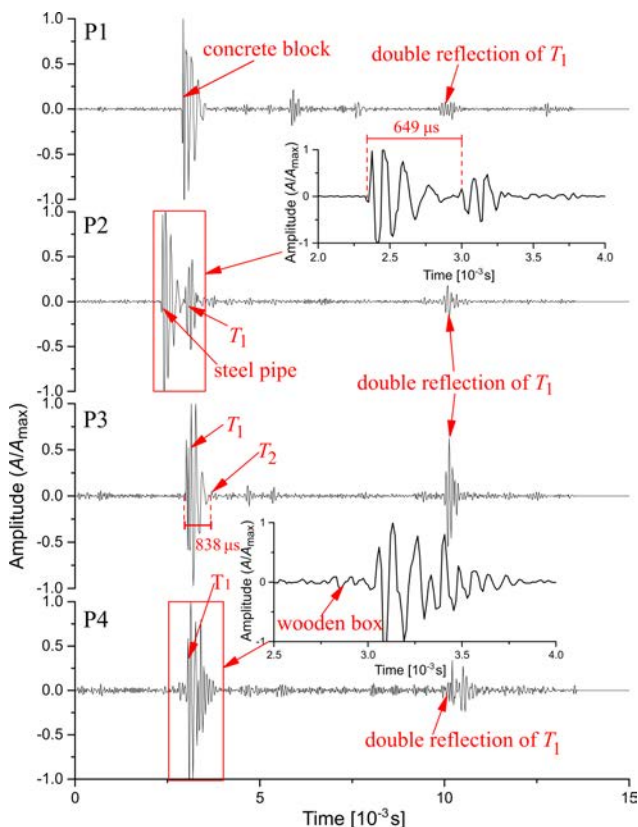 P1
1.0
0.5
0.0
-0.5
-1.0
concrete block
double reflection of T1
649 μs
Amplitude (A/Amax)
1
0
-1
2.0 2.5 3.0 3.5 4.0
Time [10-3s]
P2
1.0
0.5
0.0
-0.5
1.0
T1
steel pipe
double reflection of T1
P3
0.5
0.0
-0.5
1.0
T1
T2
838 μs
Amplitude (A/Amax)
1
0
-1
wooden box
2.5 3.0 3.5 4.0
Time [10-3s]
P4
T1
0.5
0.0
-0.5
-1.0
double reflection of T1
0 5 10 15
Time [10-3s]
Amplitude (A/Amax)